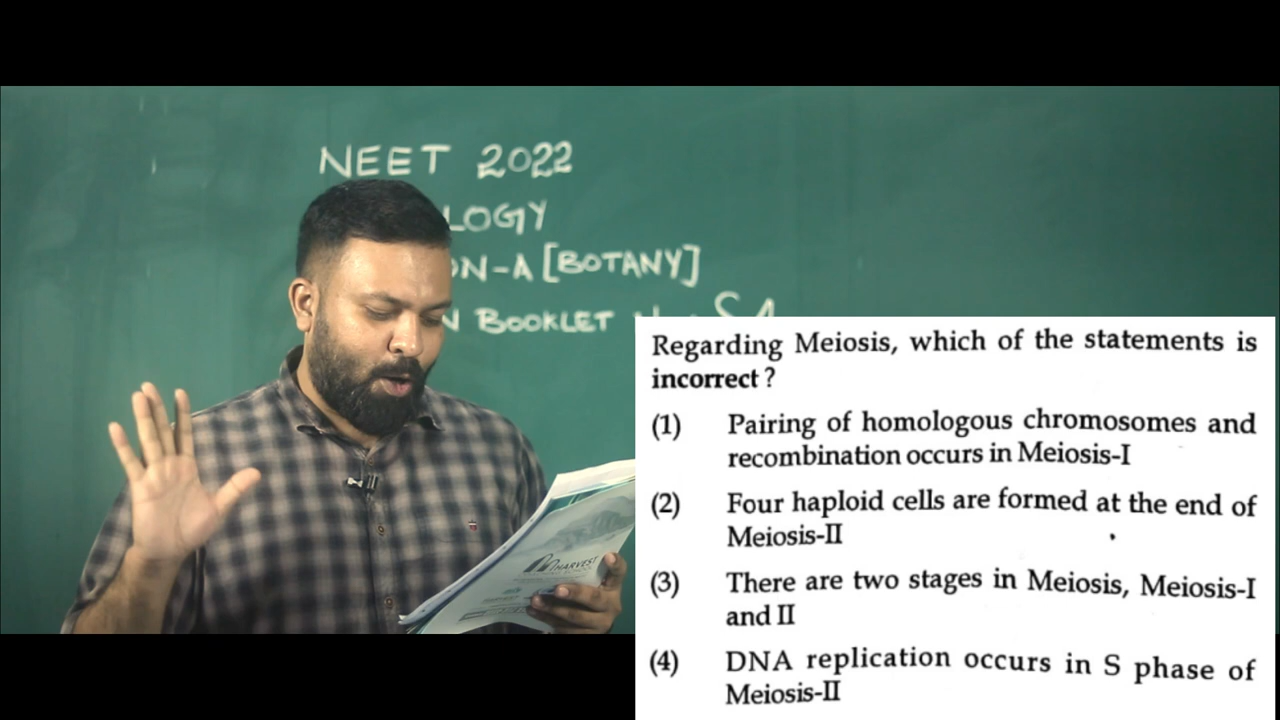 NEET 2022
LOGY
ON-A [BOTANY]
N BOOKLET
HARVEST
Regarding Meiosis, which of the statements is
incorrect ?
(1) Pairing of homologous chromosomes and
recombination occurs in Meiosis-I
(2) Four haploid cells are formed at the end of
Meiosis-II
(3) There are two stages in Meiosis, Meiosis-I
and II
(4) DNA replication occurs in S phase of
Meiosis-II